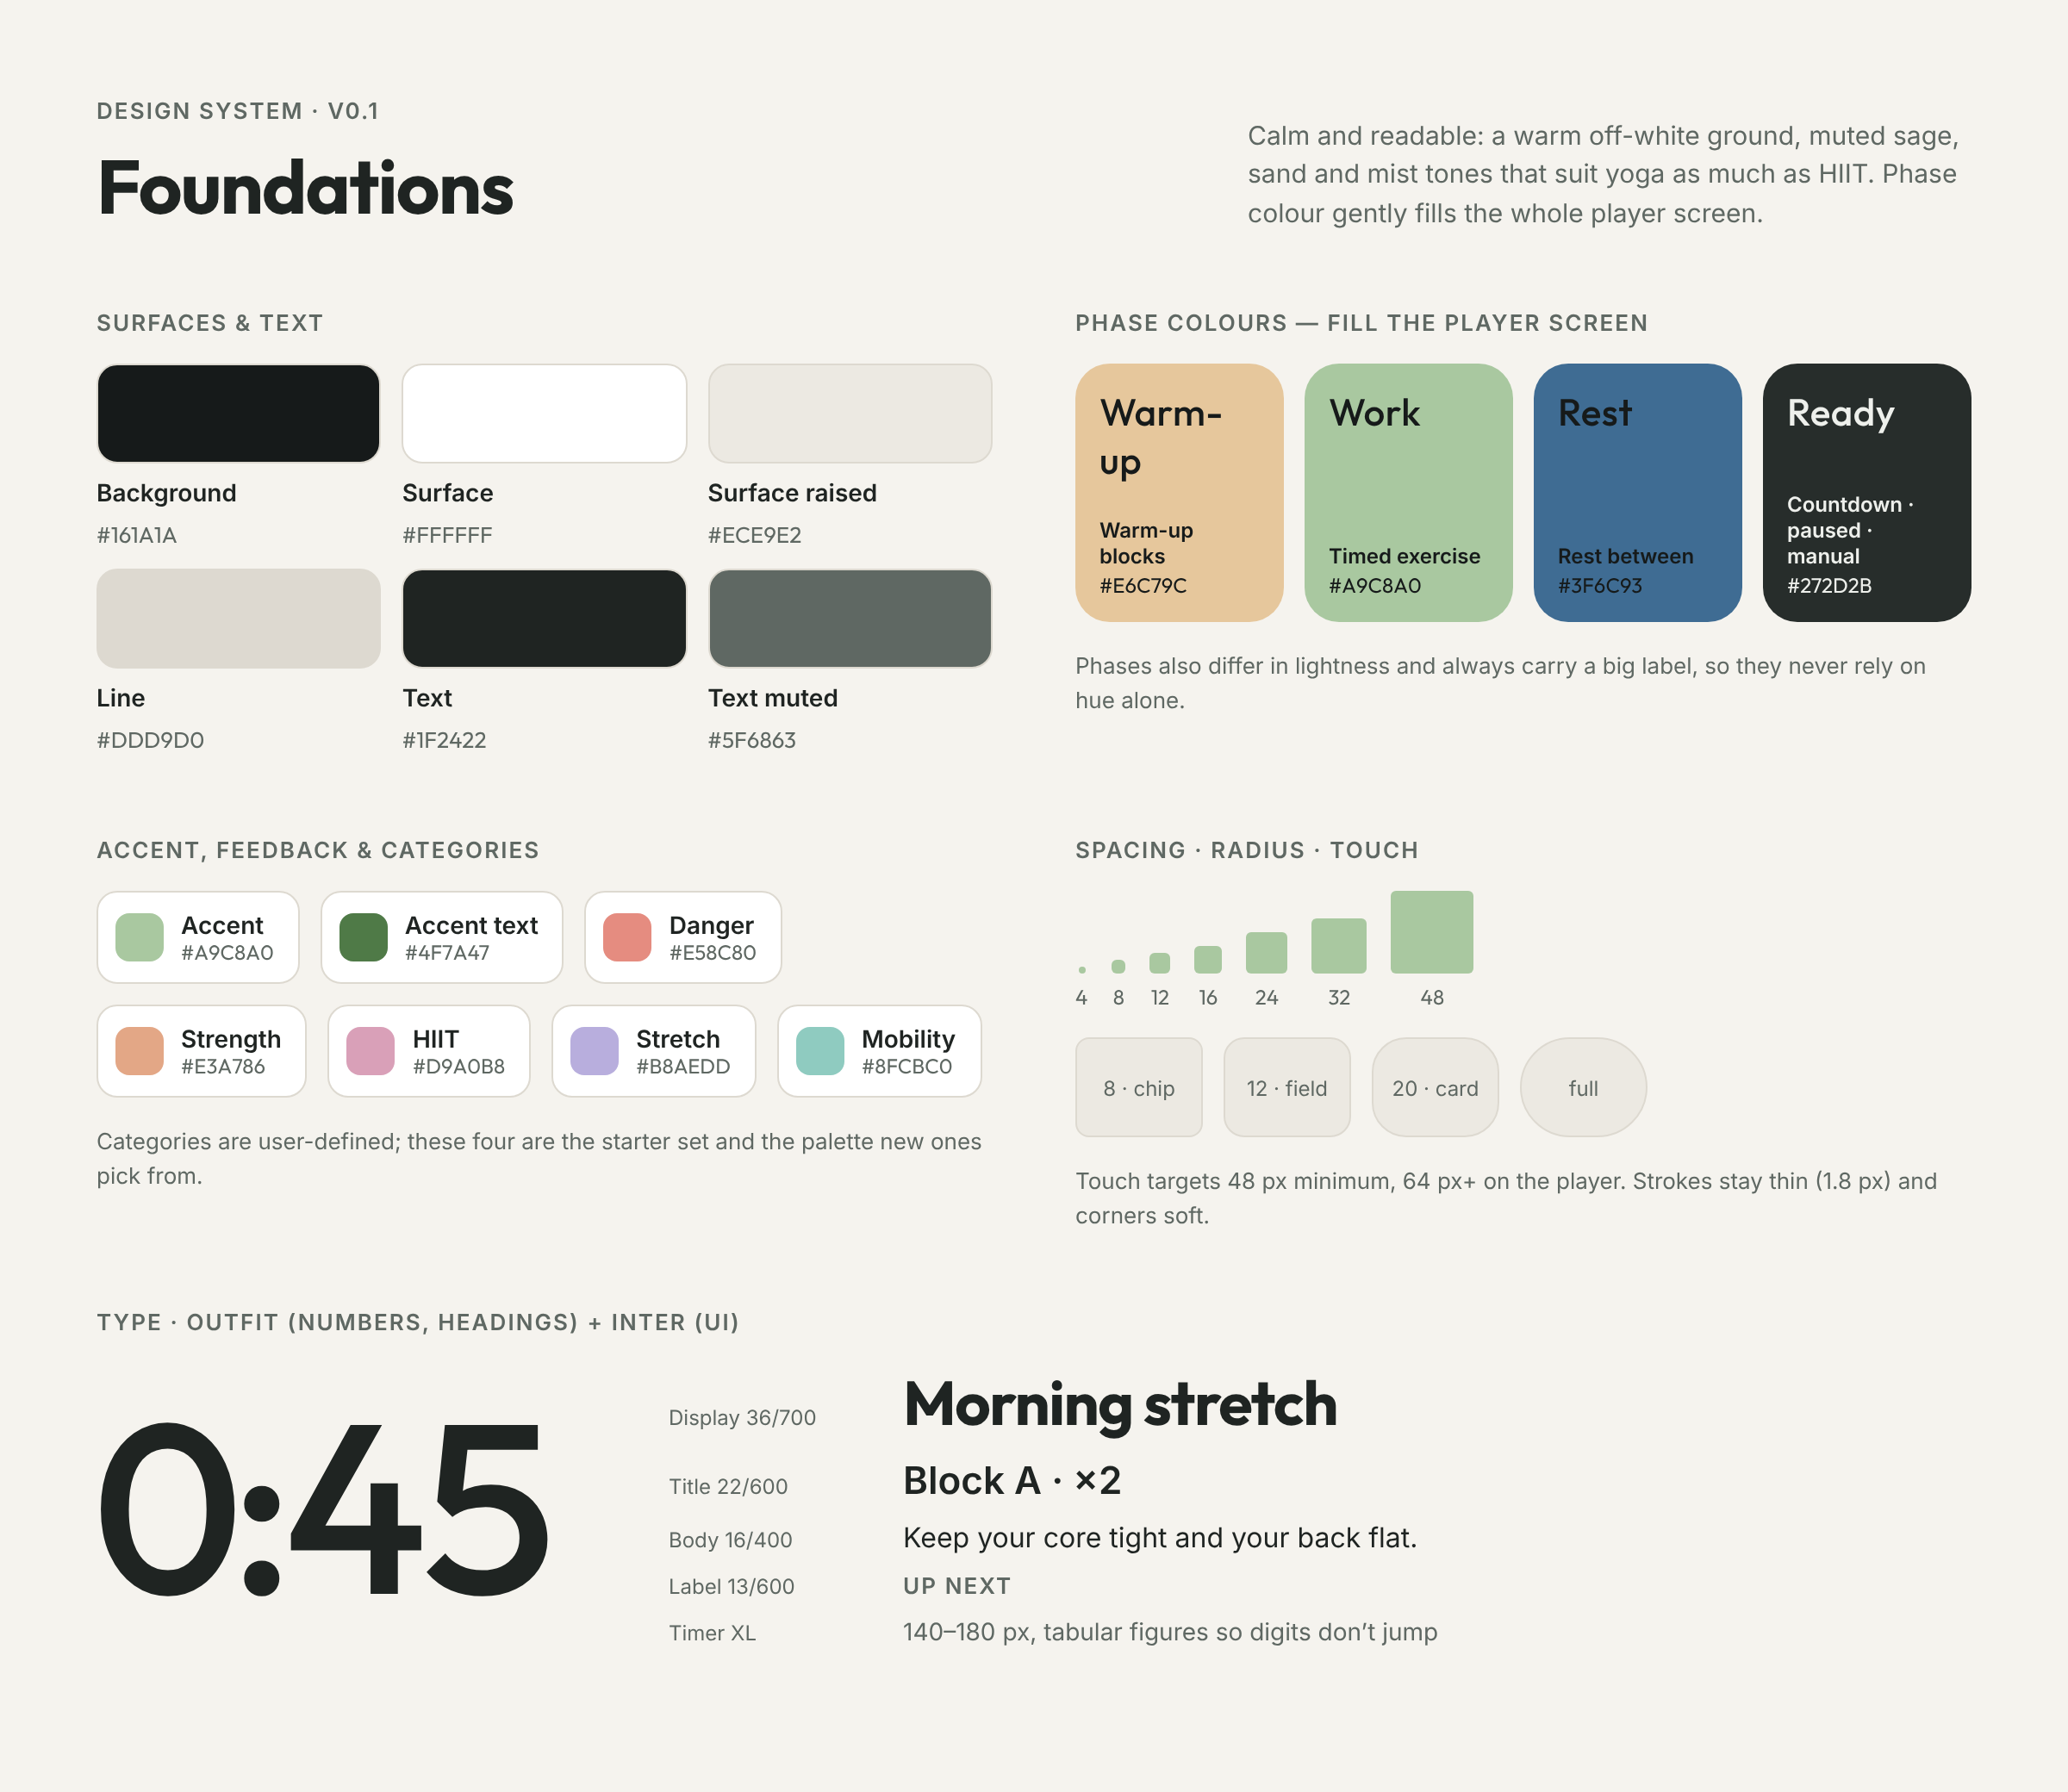 DESIGN SYSTEM · V0.1
Foundations
Calm and readable: a warm off-white ground, muted sage,
sand and mist tones that suit yoga as much as HIIT. Phase
colour gently fills the whole player screen.
SURFACES & TEXT
Background
#161A1A
Surface
#FFFFFF
Surface raised
#ECE9E2
Line
#DDD9D0
Text
#1F2422
Text muted
#5F6863
PHASE COLOURS — FILL THE PLAYER SCREEN
Warm-
up
Warm-up
blocks
#E6C79C
Work
Timed exercise
#A9C8A0
Rest
Rest between
#3F6C93
Ready
Countdown ·
paused ·
manual
#272D2B
Phases also differ in lightness and always carry a big label, so they never rely on
hue alone.
ACCENT, FEEDBACK & CATEGORIES
Accent
#A9C8A0
Accent text
#4F7A47
Danger
#E58C80
Strength
#E3A786
HIIT
#D9A0B8
Stretch
#B8AEDD
Mobility
#8FCBC0
Categories are user-defined; these four are the starter set and the palette new ones
pick from.
SPACING · RADIUS · TOUCH
4 8 12 16 24 32 48
8 · chip
12 · field
20 · card
full
Touch targets 48 px minimum, 64 px+ on the player. Strokes stay thin (1.8 px) and
corners soft.
TYPE · OUTFIT (NUMBERS, HEADINGS) + INTER (UI)
0:45
Display 36/700
Morning stretch
Title 22/600
Block A · ×2
Body 16/400
Keep your core tight and your back flat.
Label 13/600
UP NEXT
Timer XL
140–180 px, tabular figures so digits don’t jump